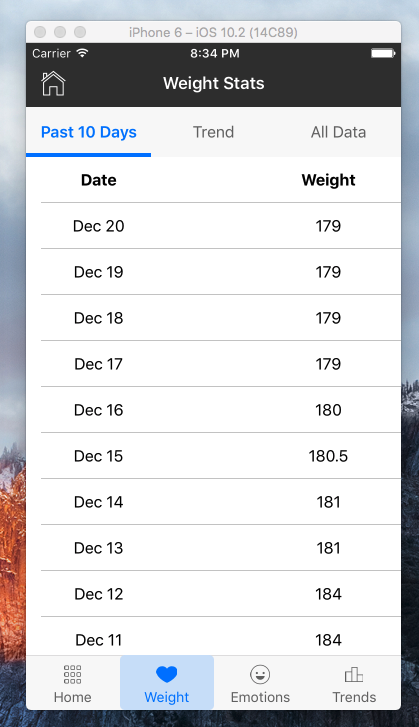 iPhone 6 – iOS 10.2 (14C89)
Carrier 8:34 PM
Weight Stats
Past 10 Days Trend All Data
Date Weight
Dec 20 179
Dec 19 179
Dec 18 179
Dec 17 179
Dec 16 180
Dec 15 180.5
Dec 14 181
Dec 13 181
Dec 12 184
Dec 11 184
Home Weight Emotions Trends